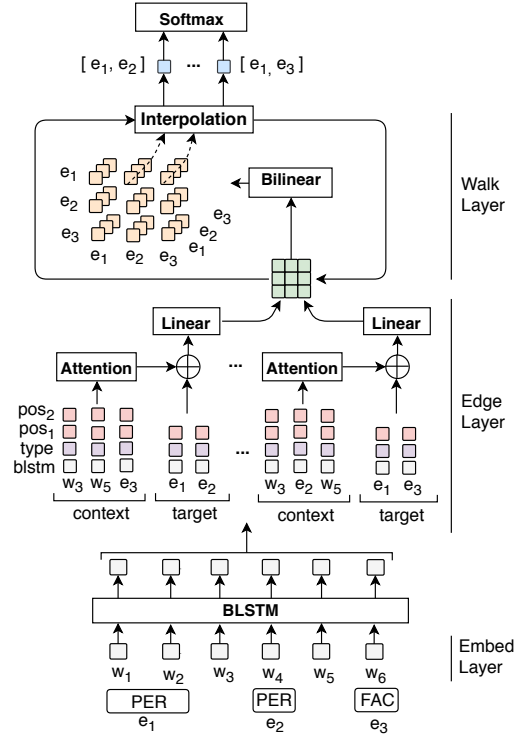 Softmax
[ e1, e2 ] ... [ e1, e3 ]
Interpolation
e1
Bilinear
e2
e3
e3
e2
e1
e1 e2 e3
Walk
Layer
Linear Linear
Attention ... Attention
pos2
pos1
type
blstm
...
w3 w5 e3 e1 e2 w3 e2 w5 e1 e3
context target context target
Edge
Layer
BLSTM
w1 w2 w3 w4 w5 w6
PER PER FAC
e1 e2 e3
Embed
Layer